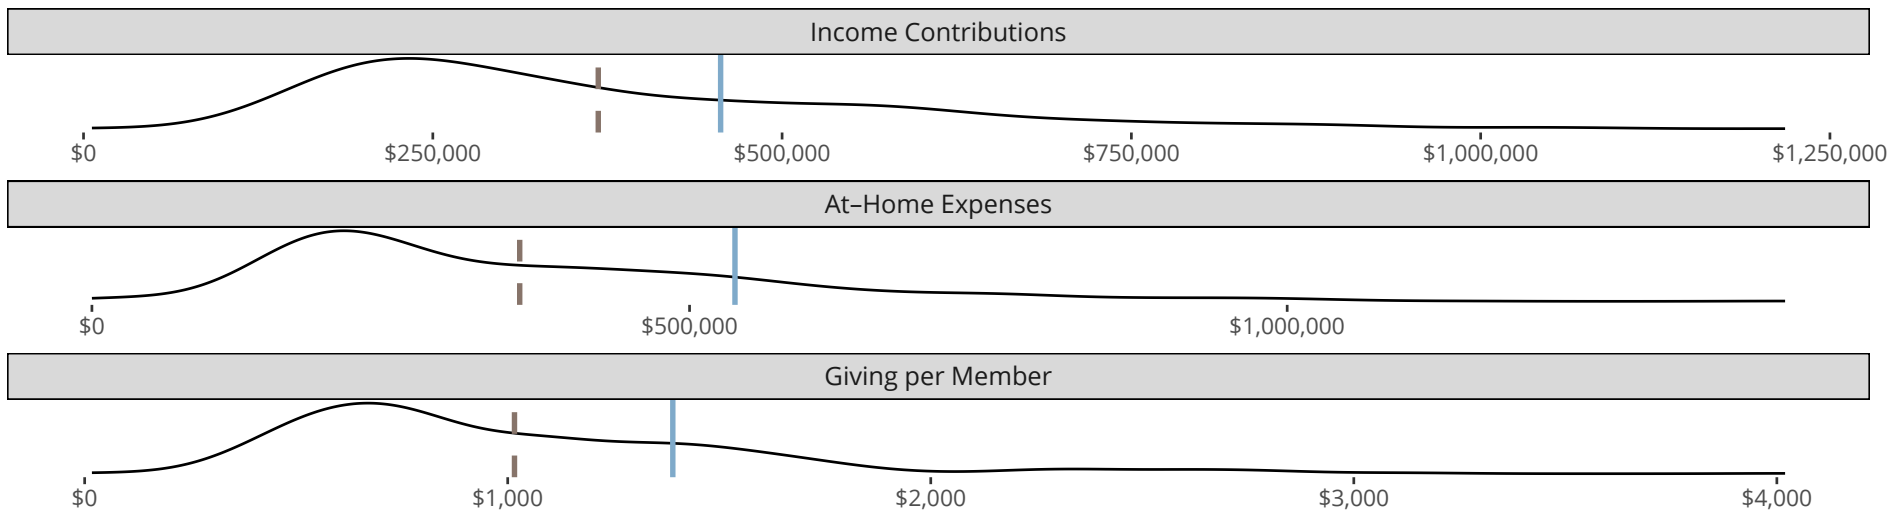 Income Contributions
$0 $250,000 $500,000 $750,000 $1,000,000 $1,250,000
At–Home Expenses
$0 $500,000 $1,000,000
Giving per Member
$0 $1,000 $2,000 $3,000 $4,000